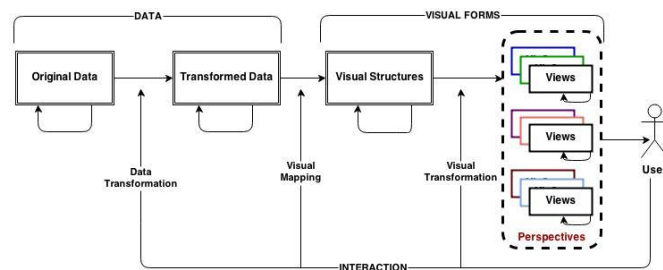 DATA
VISUAL FORMS
Original Data
Transformed Data
Visual Structures
Views
Views
Views
Perspectives
Data
Transformation
Visual
Mapping
Visual
Transformation
User
INTERACTION